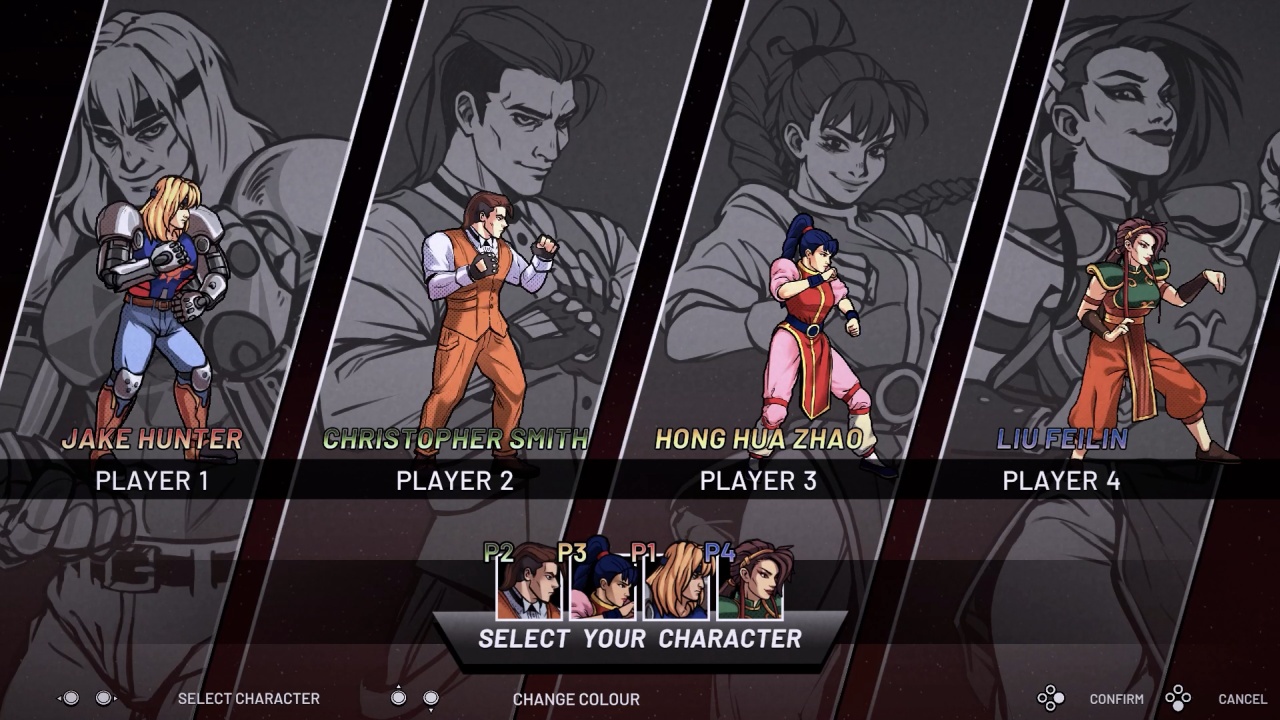 JAKE HUNTER
CHRISTOPHER SMITH
HONG HUA ZHAO
LIU FEILIN
PLAYER 1
PLAYER 2
PLAYER 3
PLAYER 4
P2
P3
P1
P4
SELECT YOUR CHARACTER
SELECT CHARACTER
CHANGE COLOUR
CONFIRM
CANCEL